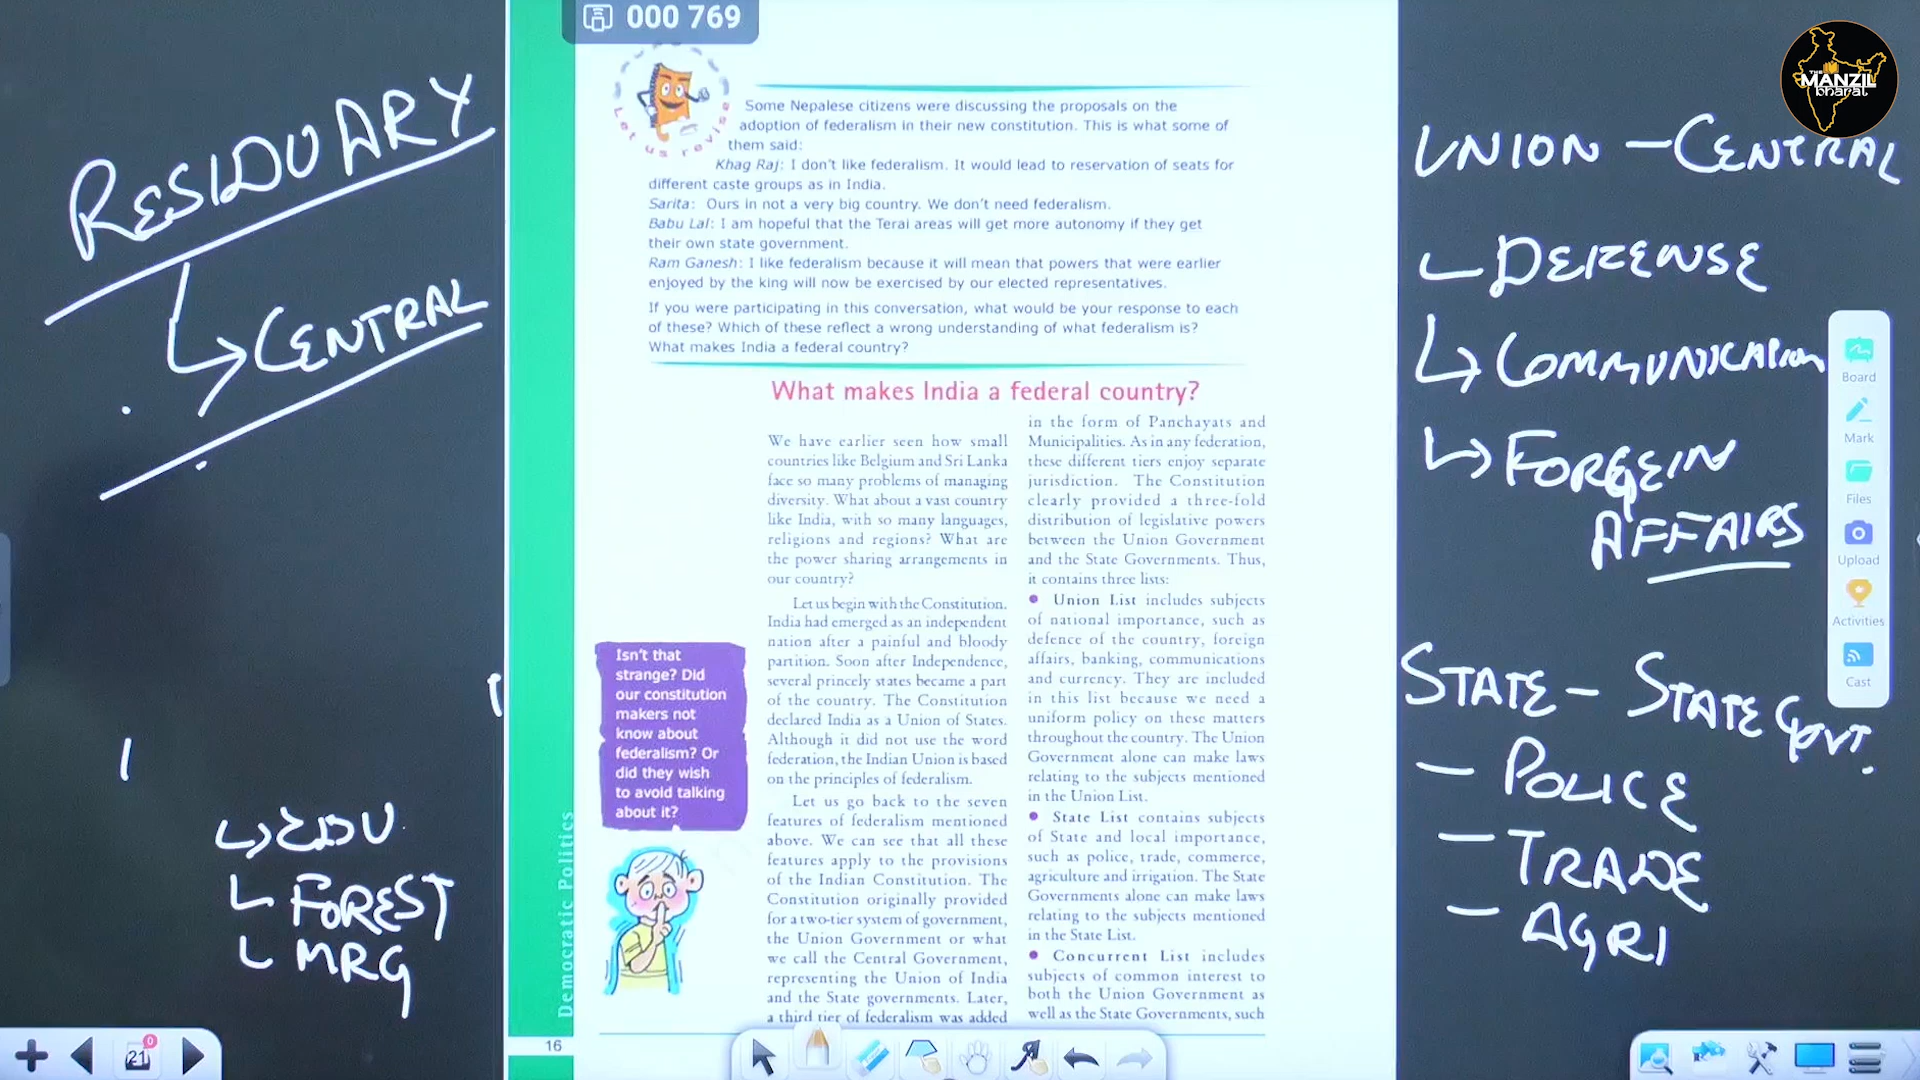 000 769
THE
MANZIL
bharat
RESIDUARY
CENTRAL
EDU
FOREST
MRG
Let us revise
Some Nepalese citizens were discussing the proposals on the
adoption of federalism in their new constitution. This is what some of
them said:
Khag Raj: I don't like federalism. It would lead to reservation of seats for
different caste groups as in India.
Sarita: Ours in not a very big country. We don't need federalism.
Babu Lal: I am hopeful that the Terai areas will get more autonomy if they get
their own state government.
Ram Ganesh: I like federalism because it will mean that powers that were earlier
enjoyed by the king will now be exercised by our elected representatives.
If you were participating in this conversation, what would be your response to each
of these? Which of these reflect a wrong understanding of what federalism is?
What makes India a federal country?
What makes India a federal country?
We have earlier seen how small
countries like Belgium and Sri Lanka
face so many problems of managing
diversity. What about a vast country
like India, with so many languages,
religions and regions? What are
the power sharing arrangements in
our country?
Let us begin with the Constitution.
India had emerged as an independent
nation after a painful and bloody
partition. Soon after Independence,
several princely states became a part
of the country. The Constitution
declared India as a Union of States.
Although it did not use the word
federation, the Indian Union is based
on the principles of federalism.
Let us go back to the seven
features of federalism mentioned
above. We can see that all these
features apply to the provisions
of the Indian Constitution. The
Constitution originally provided
for a two-tier system of government,
the Union Government or what
we call the Central Government,
representing the Union of India
and the State governments. Later,
a third tier of federalism was added
in the form of Panchayats and
Municipalities. As in any federation,
these different tiers enjoy separate
jurisdiction. The Constitution
clearly provided a three-fold
distribution of legislative powers
between the Union Government
and the State Governments. Thus,
it contains three lists:
• Union List includes subjects
of national importance, such as
defence of the country, foreign
affairs, banking, communications
and currency. They are included
in this list because we need a
uniform policy on these matters
throughout the country. The Union
Government alone can make laws
relating to the subjects mentioned
in the Union List.
• State List contains subjects
of State and local importance,
such as police, trade, commerce,
agriculture and irrigation. The State
Governments alone can make laws
relating to the subjects mentioned
in the State List.
• Concurrent List includes
subjects of common interest to
both the Union Government as
well as the State Governments, such
Isn't that
strange? Did
our constitution
makers not
know about
federalism? Or
did they wish
to avoid talking
about it?
Democratic Politics
16
UNION - CENTRAL
DEFENSE
COMMUNICATION
FORGEIN
AFFAIRS
STATE - STATE GOVT.
- POLICE
- TRADE
- AGRI
Board
Mark
Files
Upload
Activities
Cast
21
0